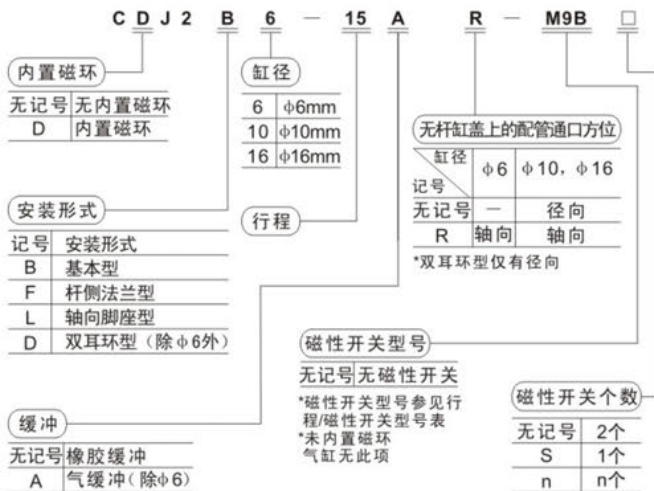 C D J 2 B 6 — 15 A R — M9B □
内置磁环
无记号 无内置磁环
D 内置磁环
缸径
6 φ6mm
10 φ10mm
16 φ16mm
无杆缸盖上的配管通口方位
缸径 φ6 φ10，φ16
记号
无记号 — 径向
R 轴向 轴向
*双耳环型仅有径向
安装形式
记号 安装形式
B 基本型
F 杆侧法兰型
L 轴向脚座型
D 双耳环型（除φ6外）
行程
磁性开关型号
无记号 无磁性开关
*磁性开关型号参见行
程/磁性开关型号表
*未内置磁环
气缸无此项
缓冲
无记号 橡胶缓冲
A 气缓冲（除φ6）
磁性开关个数
无记号 2个
S 1个
n n个